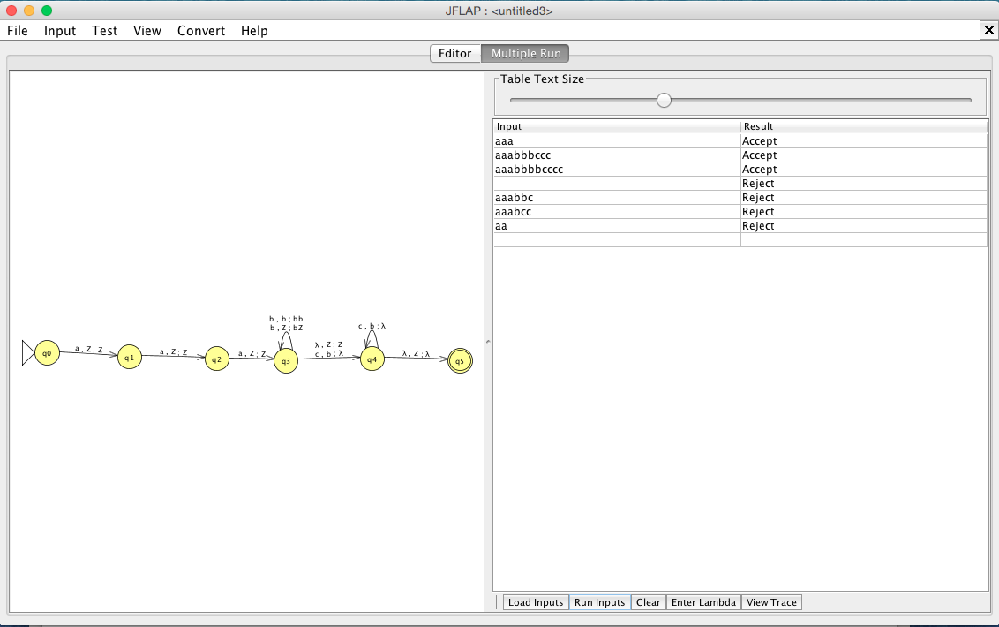 JFLAP : <untitled3>
File Input Test View Convert Help
Editor Multiple Run
Table Text Size
Input Result
aaa Accept
aaabbbccc Accept
aaabbbbcccc Accept
Reject
aaabbc Reject
aaabcc Reject
aa Reject
b , b ; bb
b , Z ; bZ
c , b ; λ
λ , Z ; Z
c , b ; λ
a , Z ; Z
a , Z ; Z
a , Z ; Z
λ , Z ; λ
q0 q1 q2 q3 q4 q5
Load Inputs Run Inputs Clear Enter Lambda View Trace